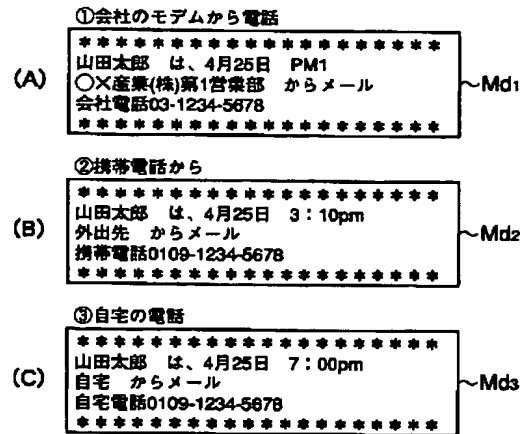 ①会社のモデムから電話
(A)
* * * * * * * * * * * * * * * * * * * *
山田太郎 は、4月25日 PM1
○×産業(株)第1営業部 からメール
会社電話03-1234-5678
* * * * * * * * * * * * * * * * * * * *
~Md1
②携帯電話から
(B)
* * * * * * * * * * * * * * * * * * * *
山田太郎 は、4月25日 3:10pm
外出先 からメール
携帯電話0109-1234-5678
* * * * * * * * * * * * * * * * * * * *
~Md2
③自宅の電話
(C)
* * * * * * * * * * * * * * * * * * * *
山田太郎 は、4月25日 7:00pm
自宅 からメール
自宅電話0109-1234-5678
* * * * * * * * * * * * * * * * * * * *
~Md3